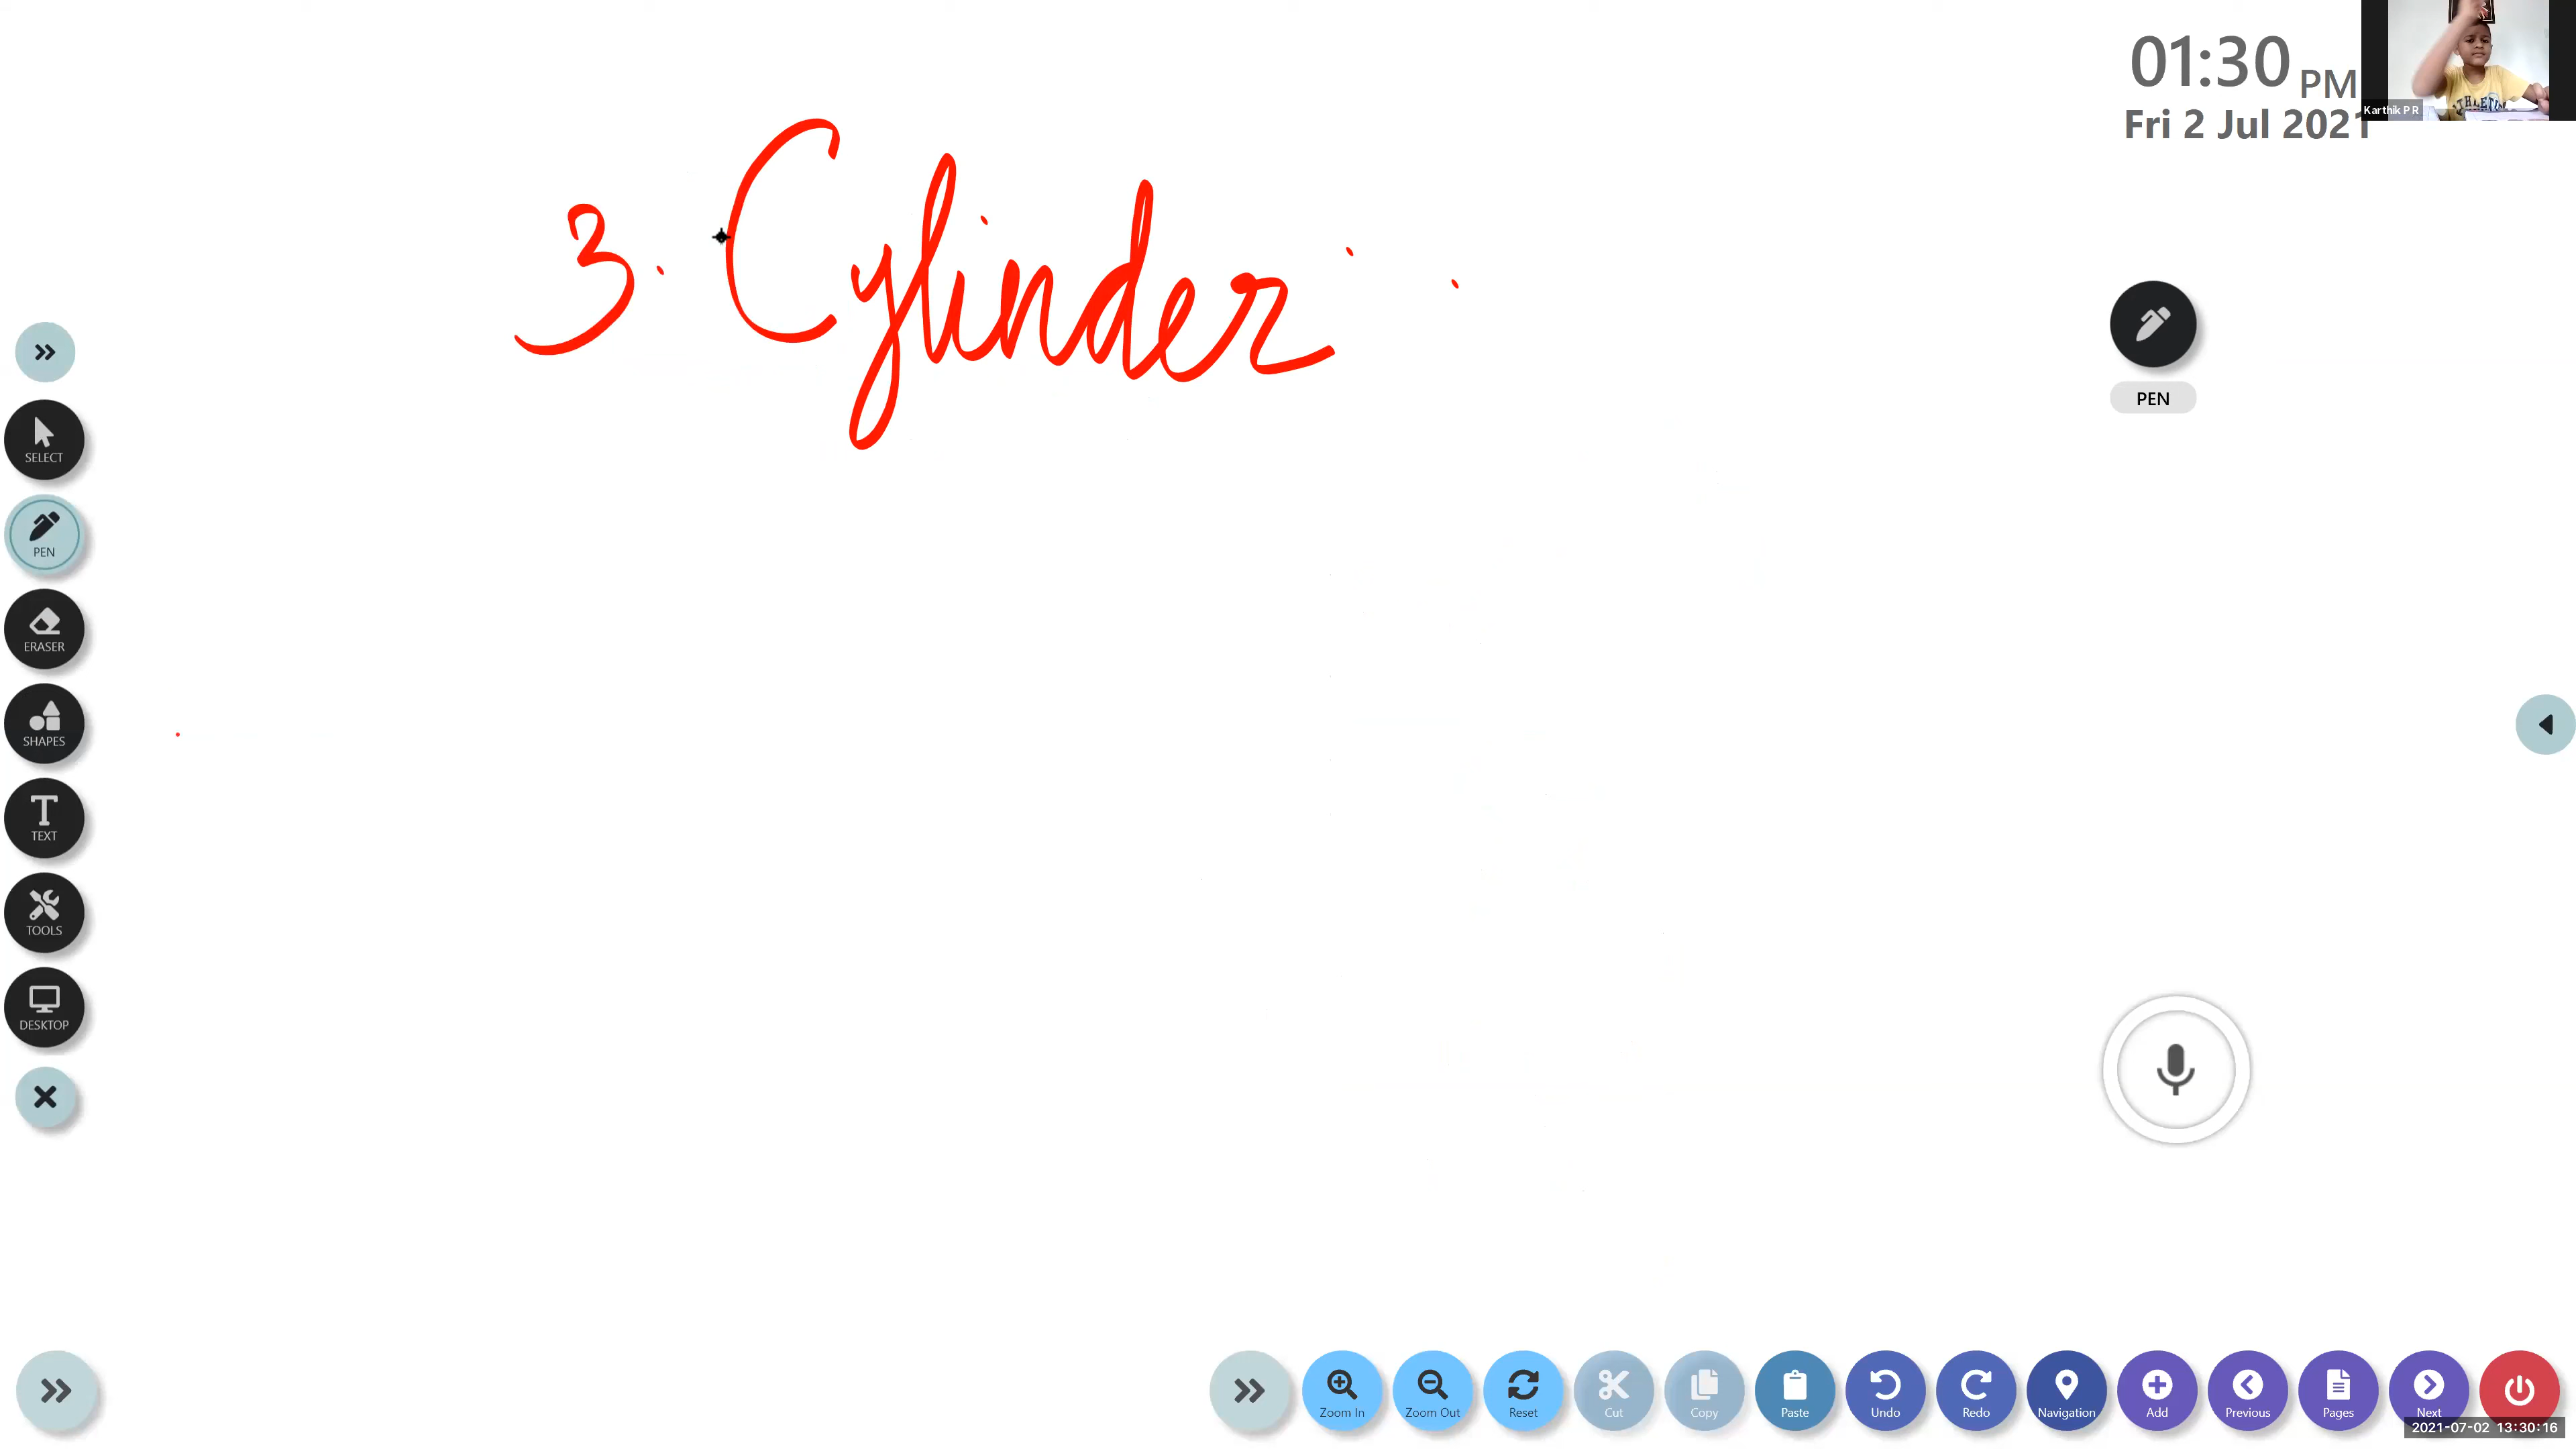 01:30 PM
Fri 2 Jul 2021
Karthik P R
ATHLETIC
3. Cylinder
PEN
SELECT
PEN
ERASER
SHAPES
TEXT
TOOLS
DESKTOP
Zoom In
Zoom Out
Reset
Cut
Copy
Paste
Undo
Redo
Navigation
Add
Previous
Pages
Next
2021-07-02 13:30:16